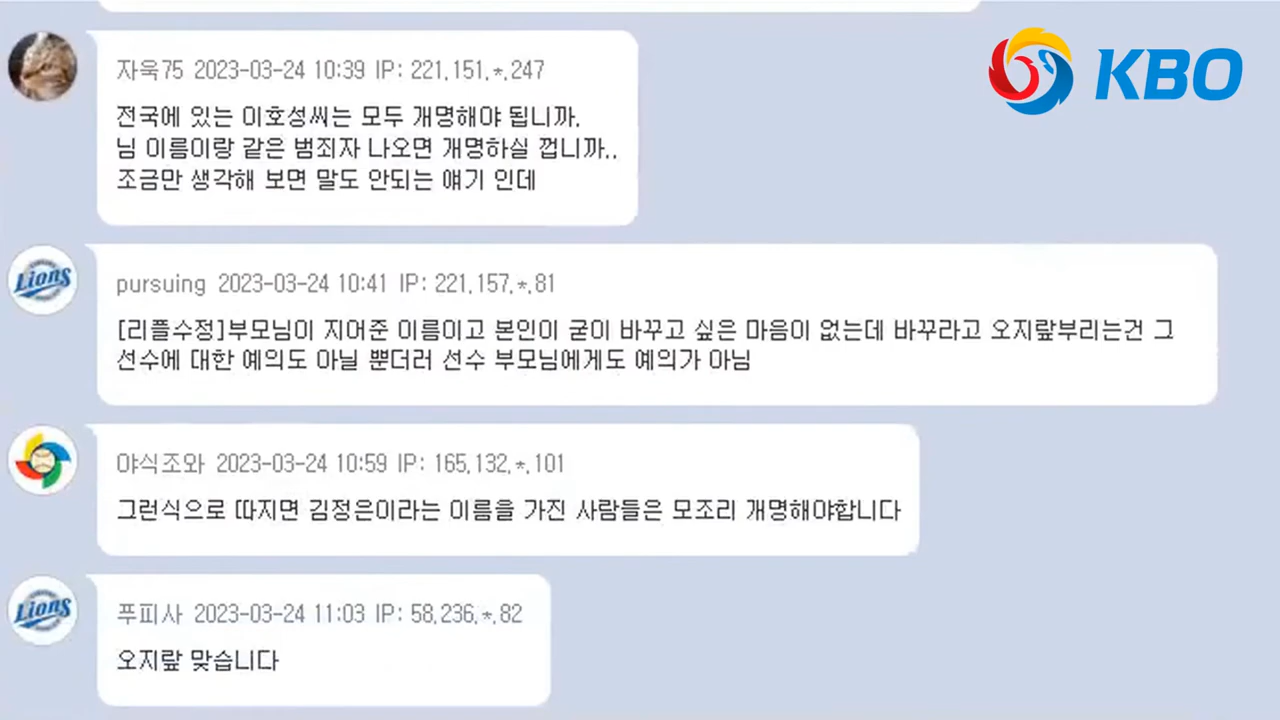 KBO
자욱75 2023-03-24 10:39 IP: 221.151.*.247
전국에 있는 이호성씨는 모두 개명해야 됩니까.
님 이름이랑 같은 범죄자 나오면 개명하실 껍니까..
조금만 생각해 보면 말도 안되는 얘기 인데
Lions
pursuing 2023-03-24 10:41 IP: 221.157.*.81
[리플수정]부모님이 지어준 이름이고 본인이 굳이 바꾸고 싶은 마음이 없는데 바꾸라고 오지랖부리는건 그
선수에 대한 예의도 아닐 뿐더러 선수 부모님에게도 예의가 아님
야식조와 2023-03-24 10:59 IP: 165.132.*.101
그런식으로 따지면 김정은이라는 이름을 가진 사람들은 모조리 개명해야합니다
Lions
푸피사 2023-03-24 11:03 IP: 58.236.*.82
오지랖 맞습니다